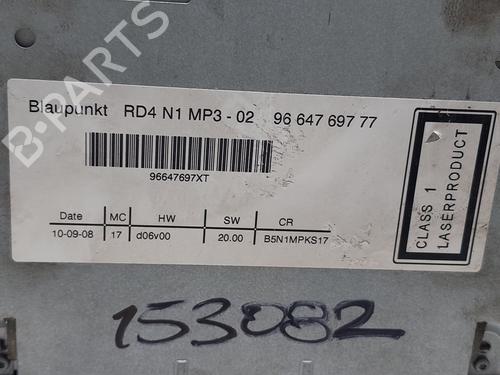 B-PARTS
Blaupunkt RD4 N1 MP3 - 02 96 647 697 77
96647697XT
CLASS 1
LASERPRODUCT
Date MC HW SW CR
10-09-08 17 d06v00 20.00 B5N1MPKS17
153082